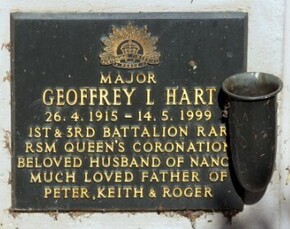 MAJOR
GEOFFREY L HART
26.4.1915 - 14.5.1999
1ST & 3RD BATTALION RAR
RSM QUEEN'S CORONATION
BELOVED HUSBAND OF
MUCH LOVED FATHER OF
PETER, KEITH & ROGER